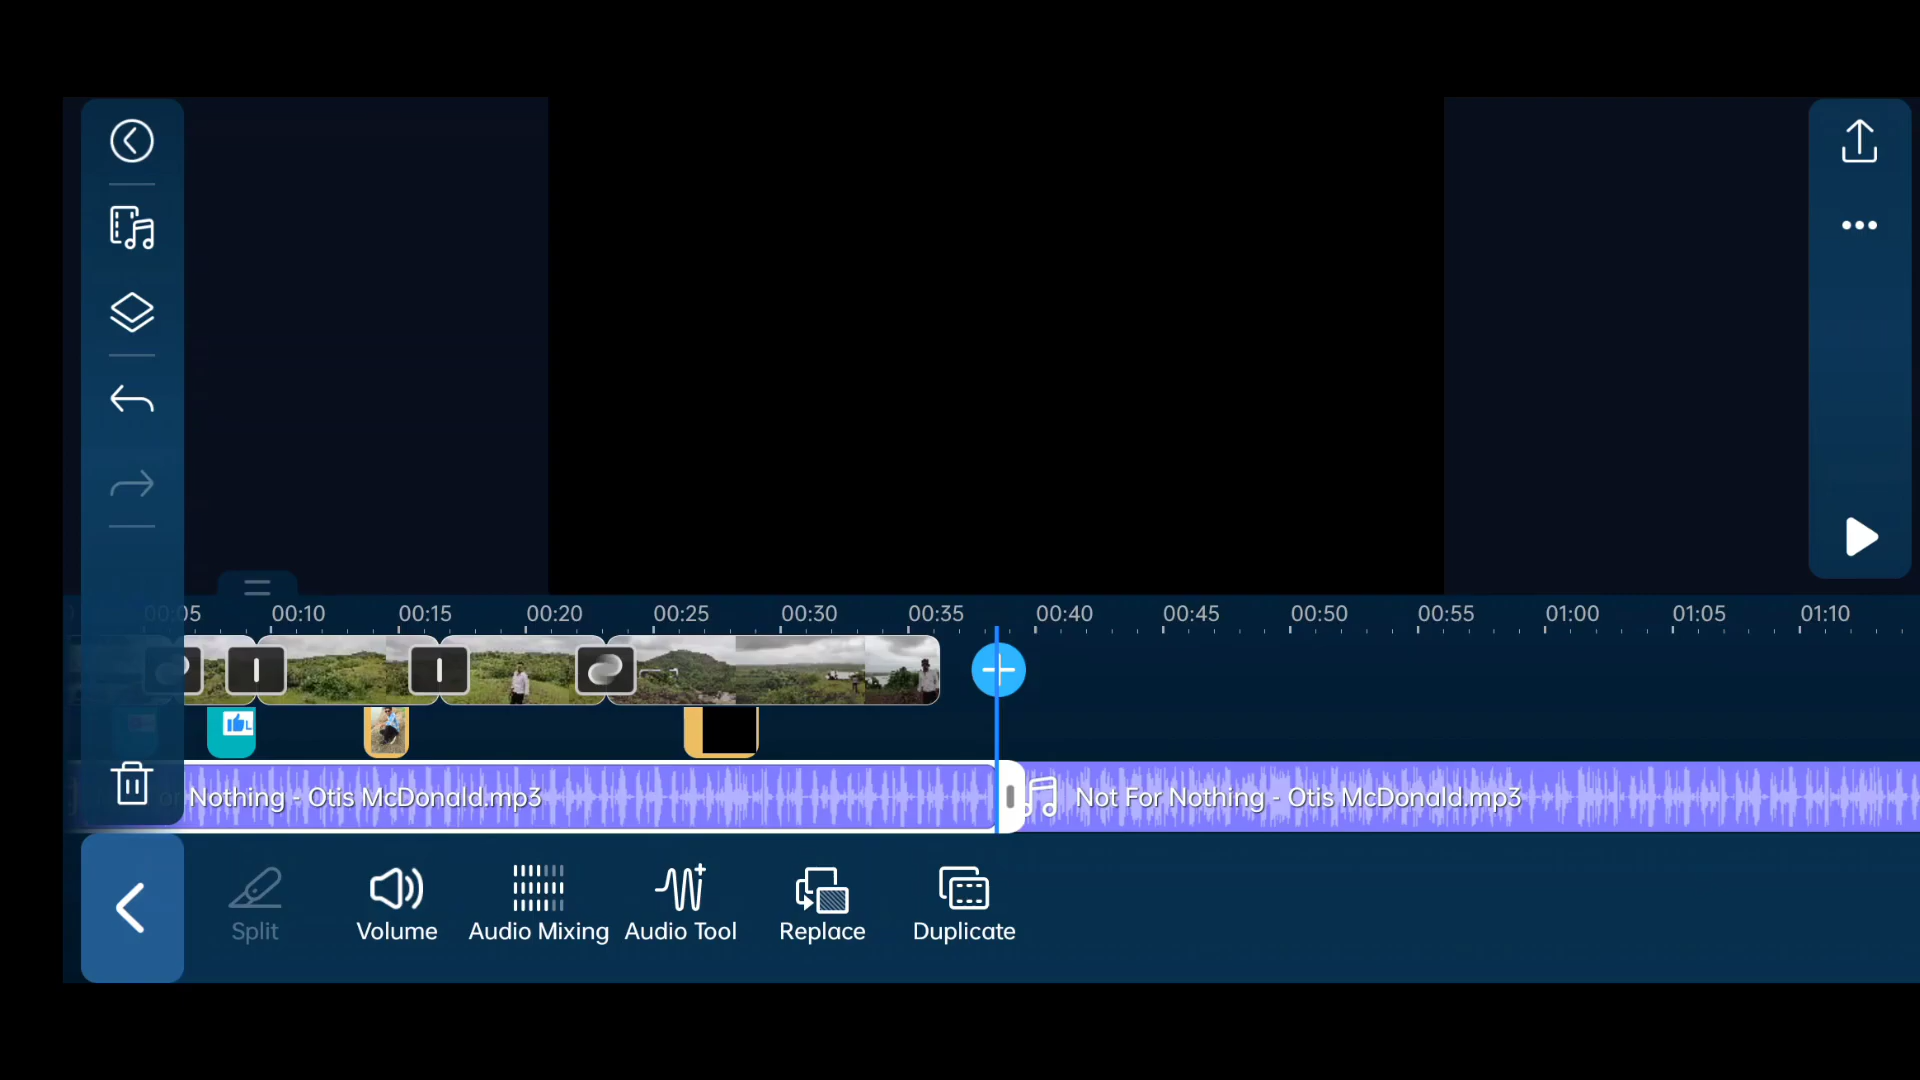 00:05 00:10 00:15 00:20 00:25 00:30 00:35 00:40 00:45 00:50 00:55 01:00 01:05 01:10
L
or Nothing - Otis McDonald.mp3 Not For Nothing - Otis McDonald.mp3
Split Volume Audio Mixing Audio Tool Replace Duplicate